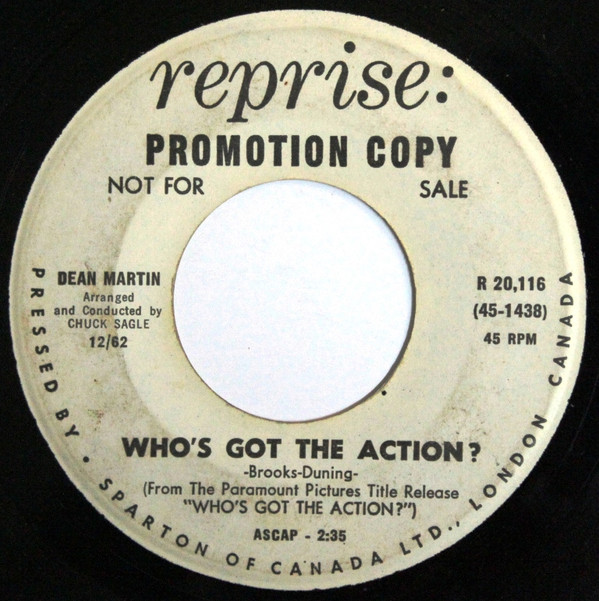 reprise:
PROMOTION COPY
NOT FOR SALE
DEAN MARTIN
Arranged
and Conducted by
CHUCK SAGLE
12/62
R 20,116
(45-1438)
45 RPM
WHO'S GOT THE ACTION?
-Brooks-Duning-
(From The Paramount Pictures Title Release
"WHO'S GOT THE ACTION?")
ASCAP - 2:35
PRESSED BY • SPARTON OF CANADA LTD., LONDON CANADA